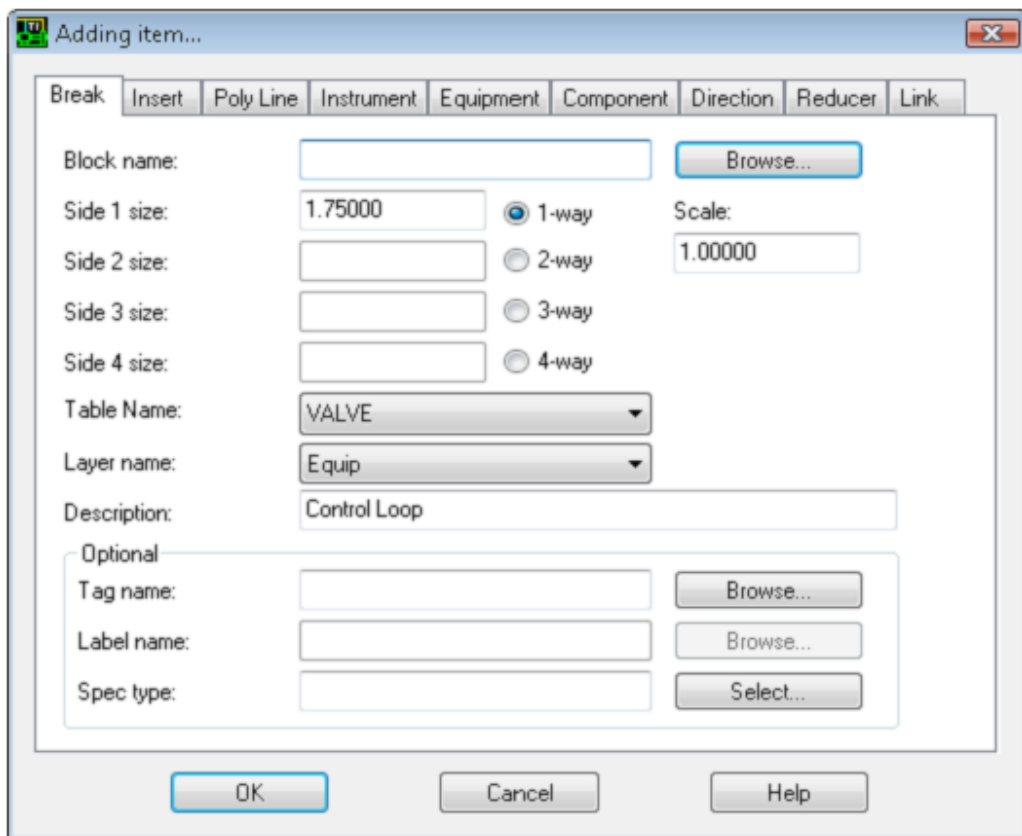 Adding item...
Break Insert Poly Line Instrument Equipment Component Direction Reducer Link
Block name: Browse...
Side 1 size: 1.75000 1-way Scale:
Side 2 size: 2-way 1.00000
Side 3 size: 3-way
Side 4 size: 4-way
Table Name: VALVE
Layer name: Equip
Description: Control Loop
Optional
Tag name: Browse...
Label name: Browse...
Spec type: Select...
OK Cancel Help